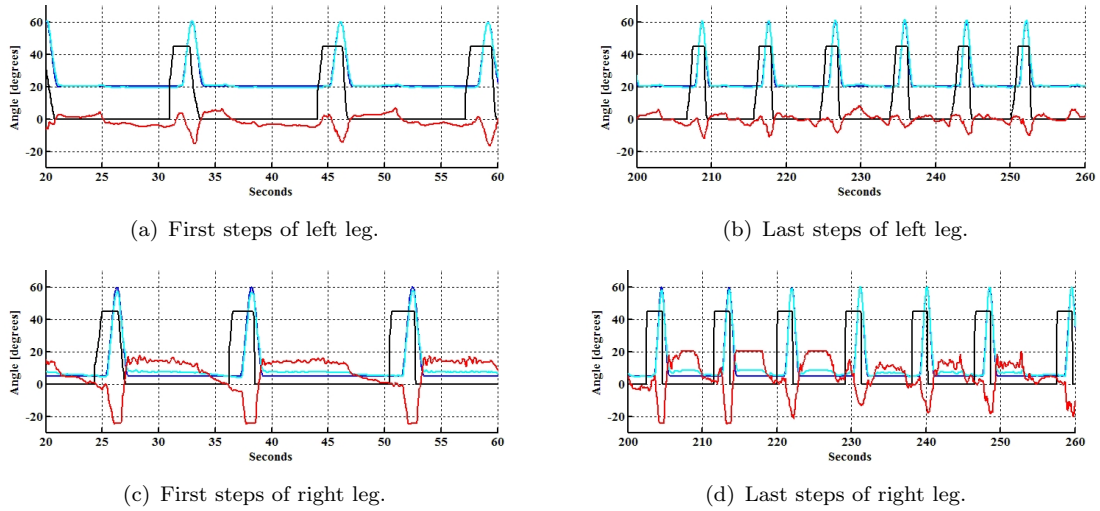 Angle [degrees]
60
40
20
0
-20
20 25 30 35 40 45 50 55 60
Seconds
(a) First steps of left leg.
Angle [degrees]
60
40
20
0
-20
200 210 220 230 240 250 260
Seconds
(b) Last steps of left leg.
Angle [degrees]
60
40
20
0
-20
20 25 30 35 40 45 50 55 60
Seconds
(c) First steps of right leg.
Angle [degrees]
60
40
20
0
-20
200 210 220 231 240 250 260
Seconds
(d) Last steps of right leg.